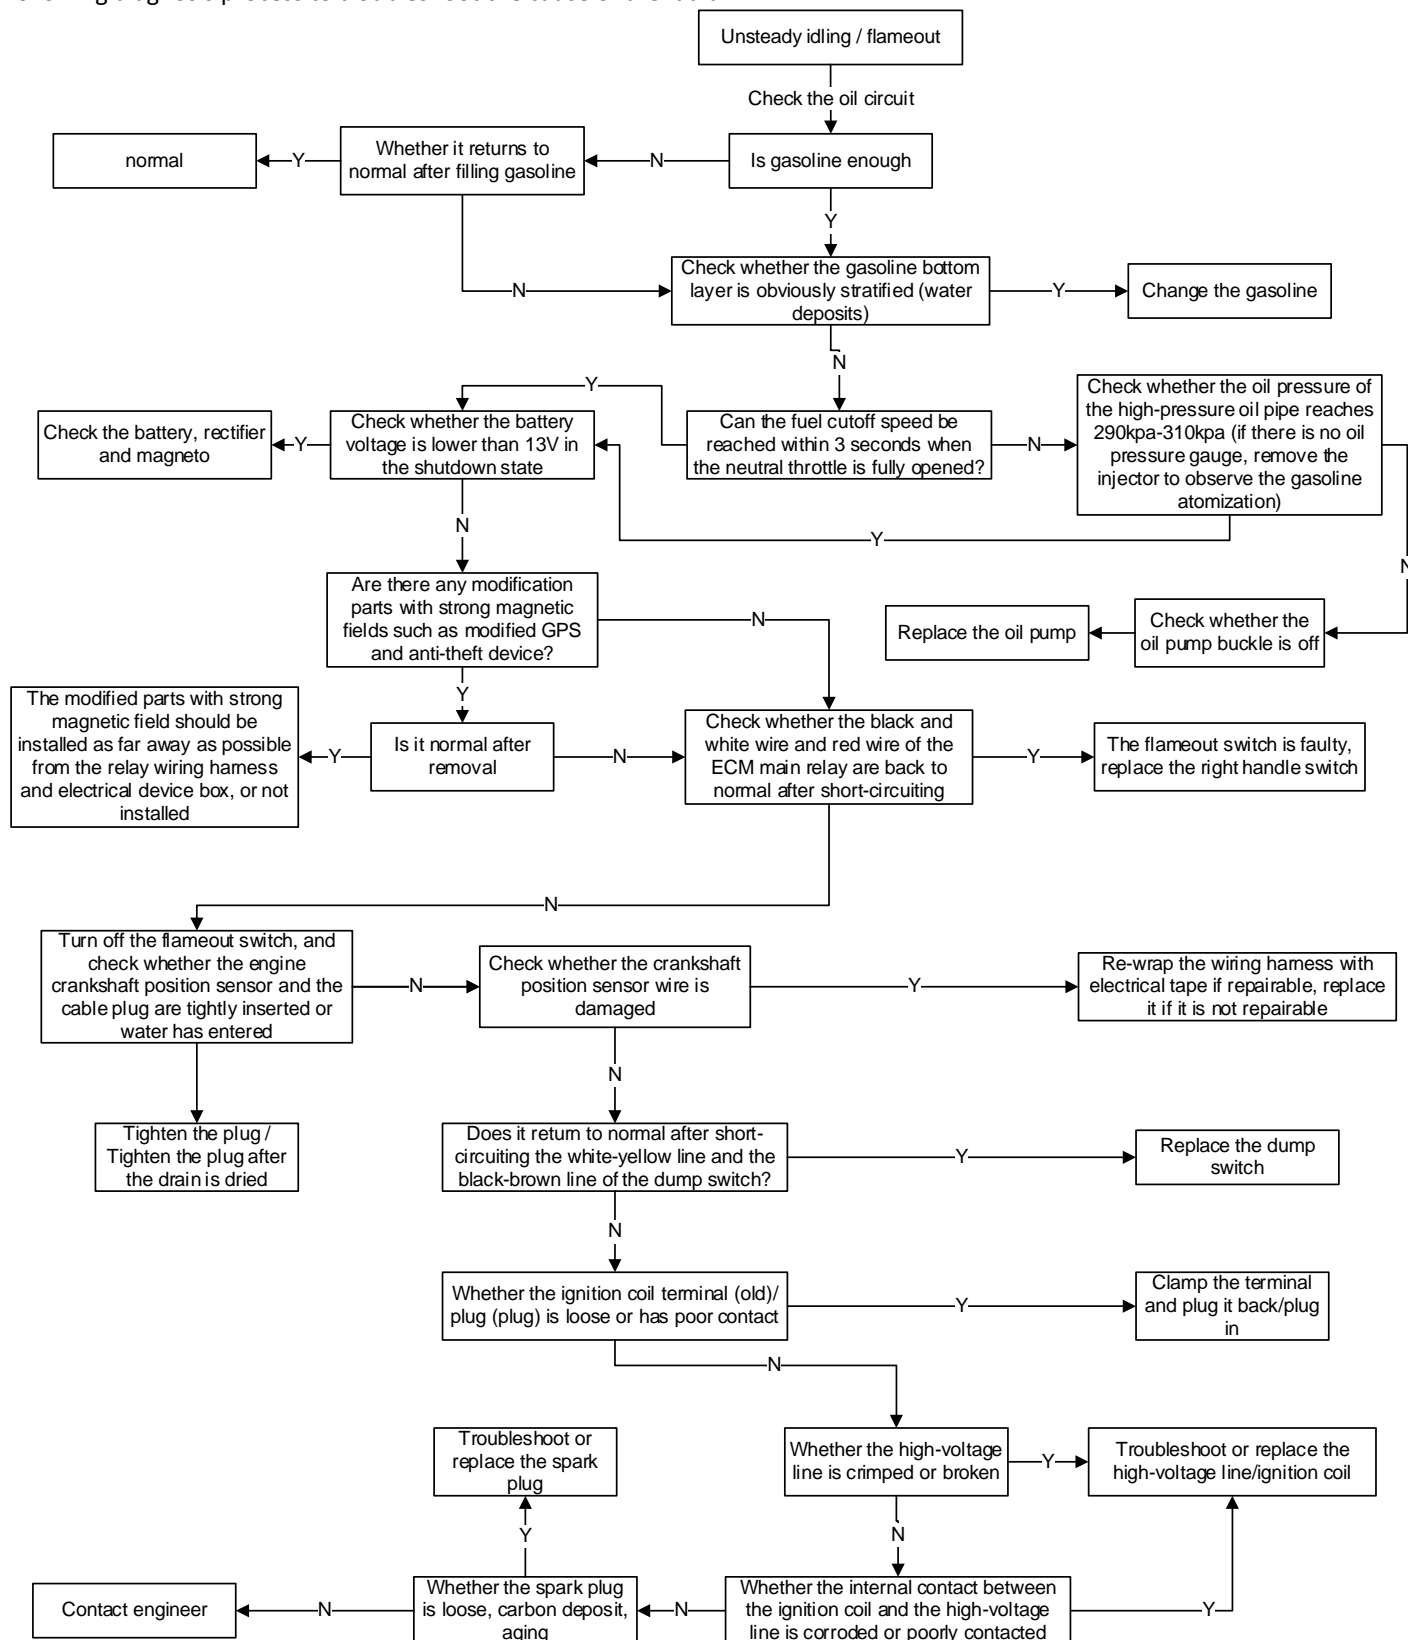 Unsteady idling / flameout
Check the oil circuit
normal
Y
Whether it returns to
normal after filling gasoline
N
Is gasoline enough
Y
N
Check whether the gasoline bottom
layer is obviously stratified (water
deposits)
Y
Change the gasoline
N
Y
Check the battery, rectifier
and magneto
Y
Check whether the battery
voltage is lower than 13V in
the shutdown state
Can the fuel cutoff speed be
reached within 3 seconds when
the neutral throttle is fully opened?
N
Check whether the oil pressure of
the high-pressure oil pipe reaches
290kpa-310kpa (if there is no oil
pressure gauge, remove the
injector to observe the gasoline
atomization)
N
Y
N
Are there any modification
parts with strong magnetic
fields such as modified GPS
and anti-theft device?
N
Replace the oil pump
Check whether the
oil pump buckle is off
Y
The modified parts with strong
magnetic field should be
installed as far away as possible
from the relay wiring harness
and electrical device box, or not
installed
Y
Is it normal after
removal
N
Check whether the black and
white wire and red wire of the
ECM main relay are back to
normal after short-circuiting
Y
The flameout switch is faulty,
replace the right handle switch
N
Turn off the flameout switch, and
check whether the engine
crankshaft position sensor and the
cable plug are tightly inserted or
water has entered
N
Check whether the crankshaft
position sensor wire is
damaged
Y
Re-wrap the wiring harness with
electrical tape if repairable, replace
it if it is not repairable
N
Tighten the plug /
Tighten the plug after
the drain is dried
Does it return to normal after short-
circuiting the white-yellow line and the
black-brown line of the dump switch?
Y
Replace the dump
switch
N
Whether the ignition coil terminal (old)/
plug (plug) is loose or has poor contact
Y
Clamp the terminal
and plug it back/plug
in
N
Troubleshoot or
replace the spark
plug
Whether the high-voltage
line is crimped or broken
Y
Troubleshoot or replace the
high-voltage line/ignition coil
Y
N
Contact engineer
N
Whether the spark plug
is loose, carbon deposit,
aging
N
Whether the internal contact between
the ignition coil and the high-voltage
line is corroded or poorly contacted
Y